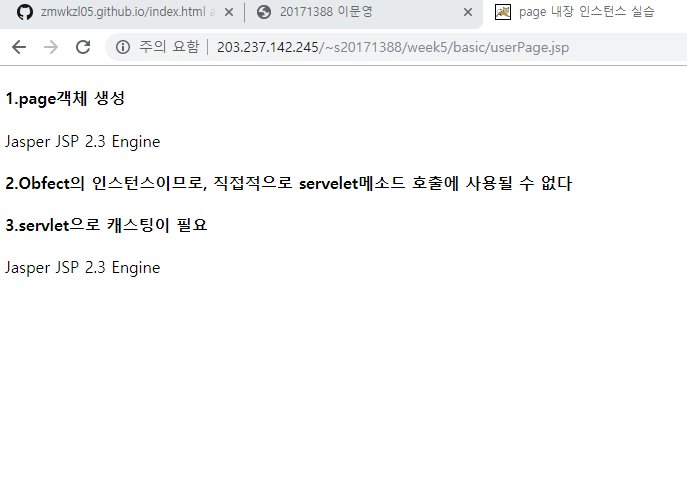 zmwkzl05.github.io/index.html a
20171388 이문영
page 내장 인스턴스 실습
주의 요함 203.237.142.245/~s20171388/week5/basic/userPage.jsp
1.page객체 생성
Jasper JSP 2.3 Engine
2.Obfect의 인스턴스이므로, 직접적으로 servelet메소드 호출에 사용될 수 없다
3.servlet으로 캐스팅이 필요
Jasper JSP 2.3 Engine